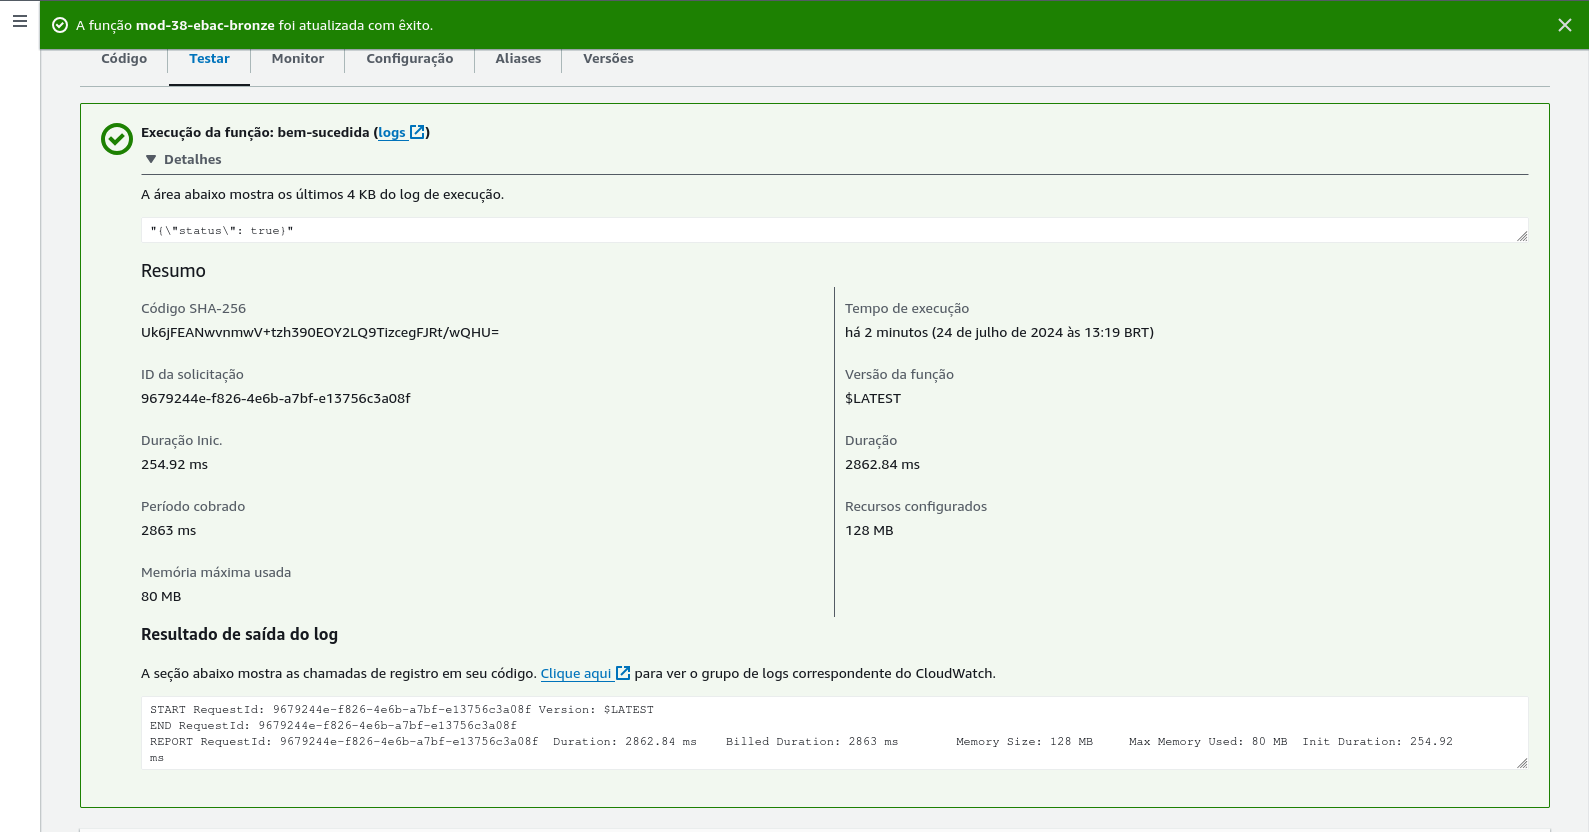 A função mod-38-ebac-bronze foi atualizada com êxito.
Código
Testar
Monitor
Configuração
Aliases
Versões
Execução da função: bem-sucedida (logs)
Detalhes
A área abaixo mostra os últimos 4 KB do log de execução.
"{\"status\": true}"
Resumo
Código SHA-256
Uk6jFEANwvnmwV+tzh390EOY2LQ9TizcegFJRt/wQHU=
Tempo de execução
há 2 minutos (24 de julho de 2024 às 13:19 BRT)
ID da solicitação
9679244e-f826-4e6b-a7bf-e13756c3a08f
Versão da função
$LATEST
Duração Inic.
254.92 ms
Duração
2862.84 ms
Período cobrado
2863 ms
Recursos configurados
128 MB
Memória máxima usada
80 MB
Resultado de saída do log
A seção abaixo mostra as chamadas de registro em seu código. Clique aqui para ver o grupo de logs correspondente do CloudWatch.
START RequestId: 9679244e-f826-4e6b-a7bf-e13756c3a08f Version: $LATEST
END RequestId: 9679244e-f826-4e6b-a7bf-e13756c3a08f
REPORT RequestId: 9679244e-f826-4e6b-a7bf-e13756c3a08f Duration: 2862.84 ms Billed Duration: 2863 ms Memory Size: 128 MB Max Memory Used: 80 MB Init Duration: 254.92
ms